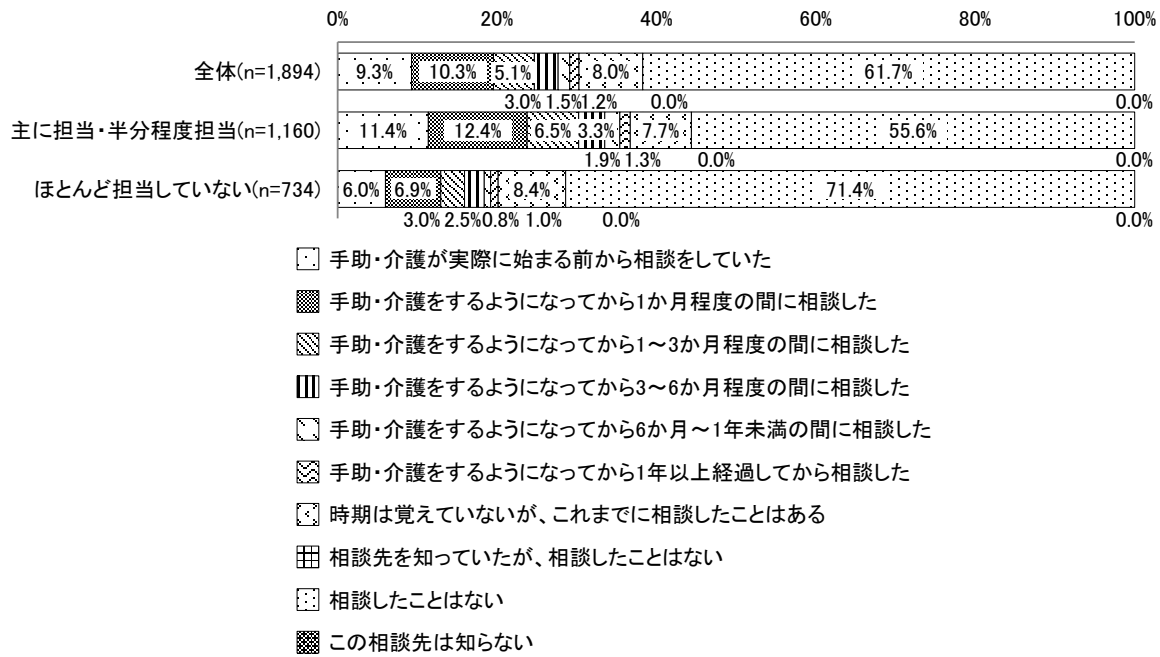 0% 20% 40% 60% 80% 100%
全体(n=1,894) 9.3% 10.3% 5.1% 8.0% 61.7%
3.0% 1.5% 1.2% 0.0% 0.0%
主に担当・半分程度担当(n=1,160) 11.4% 12.4% 6.5% 3.3% 7.7% 55.6%
1.9% 1.3% 0.0% 0.0%
ほとんど担当していない(n=734) 6.0% 6.9% 8.4% 71.4%
3.0% 2.5% 0.8% 1.0% 0.0% 0.0%
手助・介護が実際に始まる前から相談をしていた
手助・介護をするようになってから1か月程度の間に相談した
手助・介護をするようになってから1～3か月程度の間に相談した
手助・介護をするようになってから3～6か月程度の間に相談した
手助・介護をするようになってから6か月～1年未満の間に相談した
手助・介護をするようになってから1年以上経過してから相談した
時期は覚えていないが、これまでに相談したことはある
相談先を知っていたが、相談したことはない
相談したことはない
この相談先は知らない